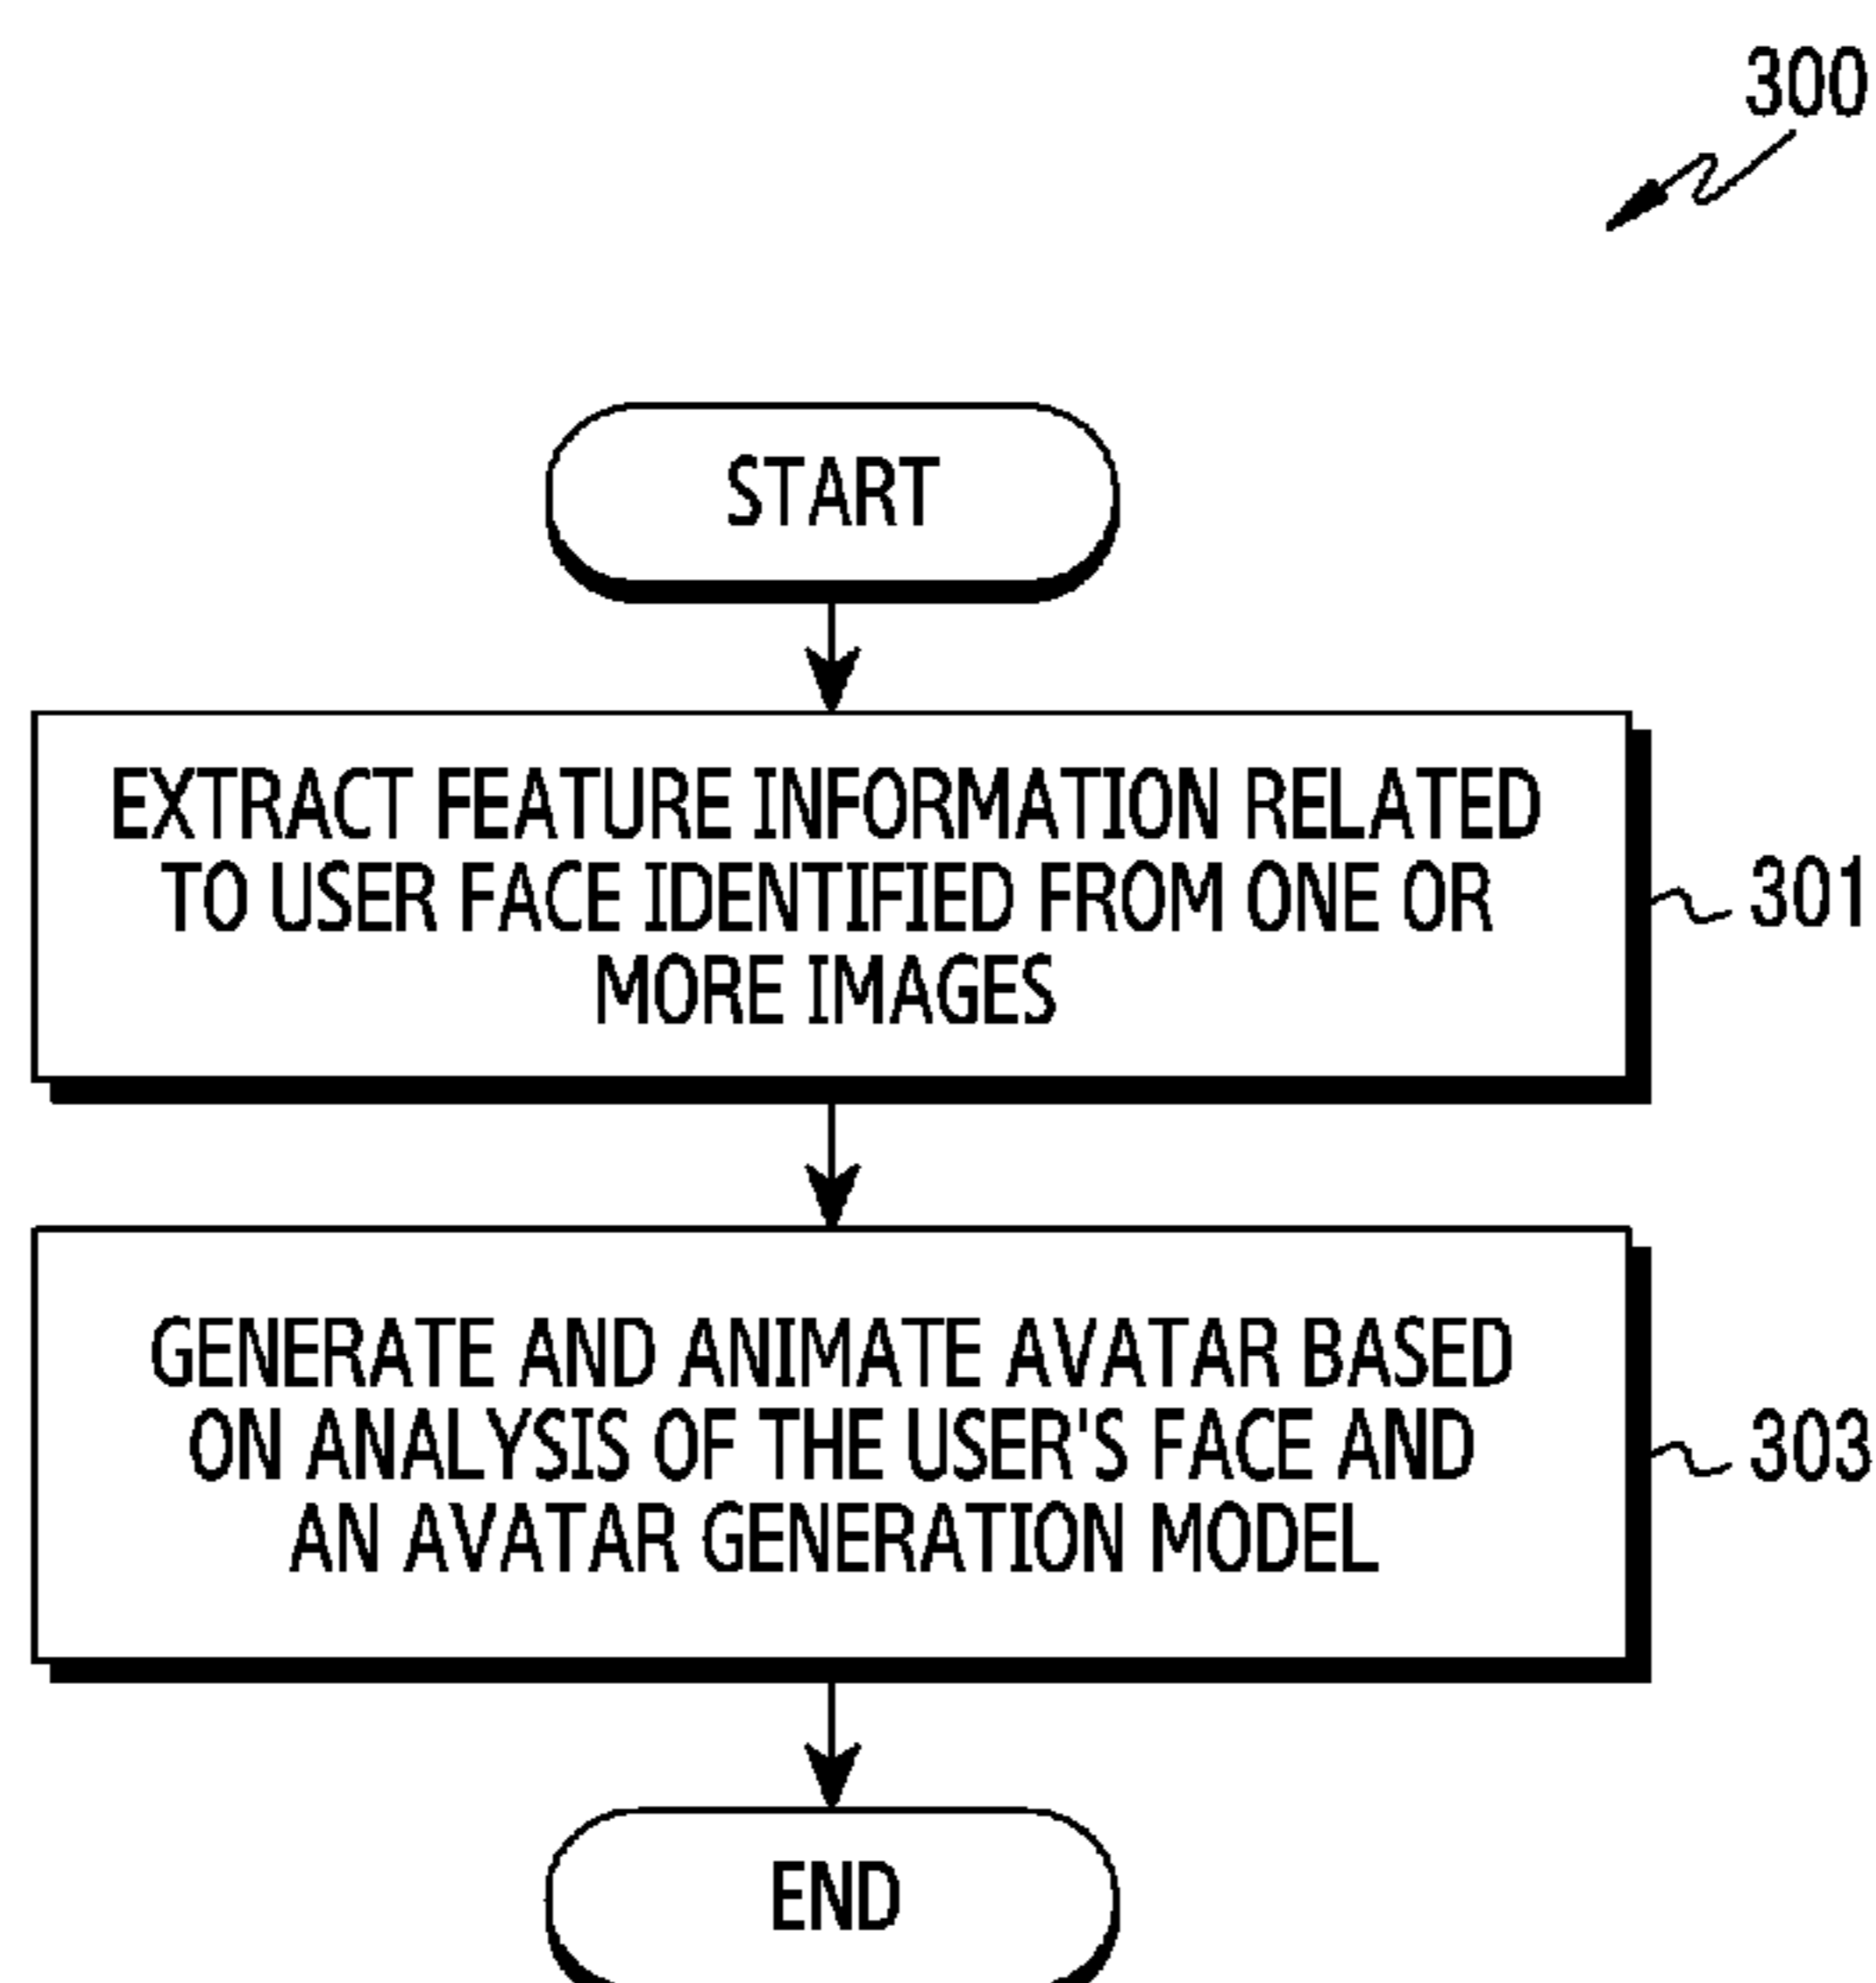 300
START
EXTRACT FEATURE INFORMATION RELATED
TO USER FACE IDENTIFIED FROM ONE OR
MORE IMAGES
301
GENERATE AND ANIMATE AVATAR BASED
ON ANALYSIS OF THE USER'S FACE AND
AN AVATAR GENERATION MODEL
303
END